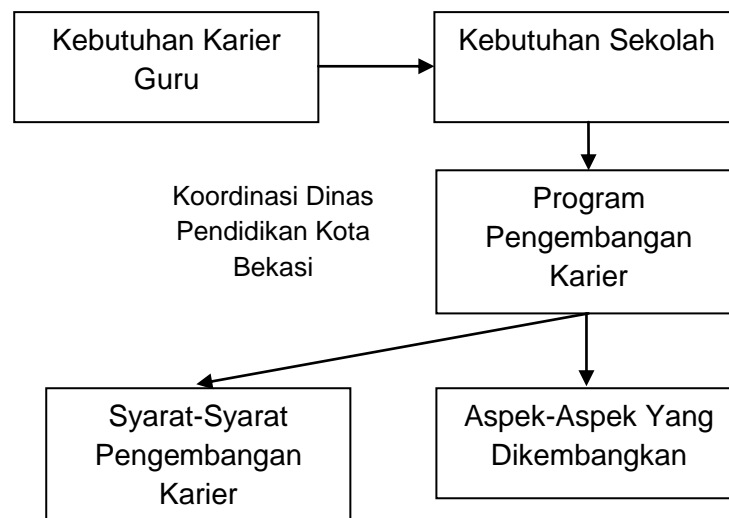 Kebutuhan Karier
Guru
Kebutuhan Sekolah
Koordinasi Dinas
Pendidikan Kota
Bekasi
Program
Pengembangan
Karier
Syarat-Syarat
Pengembangan
Karier
Aspek-Aspek Yang
Dikembangkan